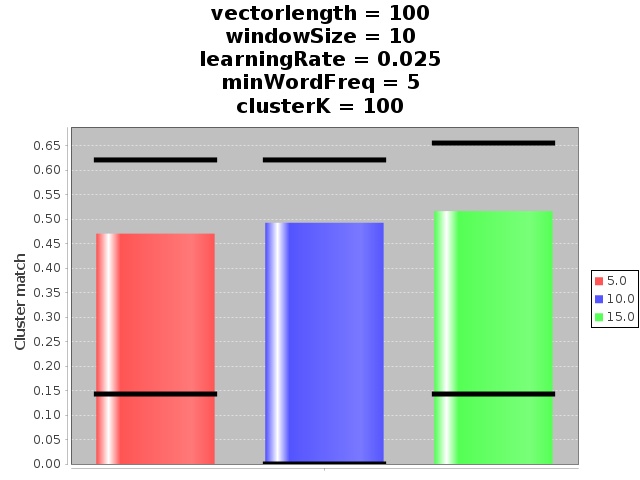 vectorlength = 100
windowSize = 10
learningRate = 0.025
minWordFreq = 5
clusterK = 100
Cluster match
0.65
0.60
0.55
0.50
0.45
0.40
0.35
0.30
0.25
0.20
0.15
0.10
0.05
0.00
5.0
10.0
15.0